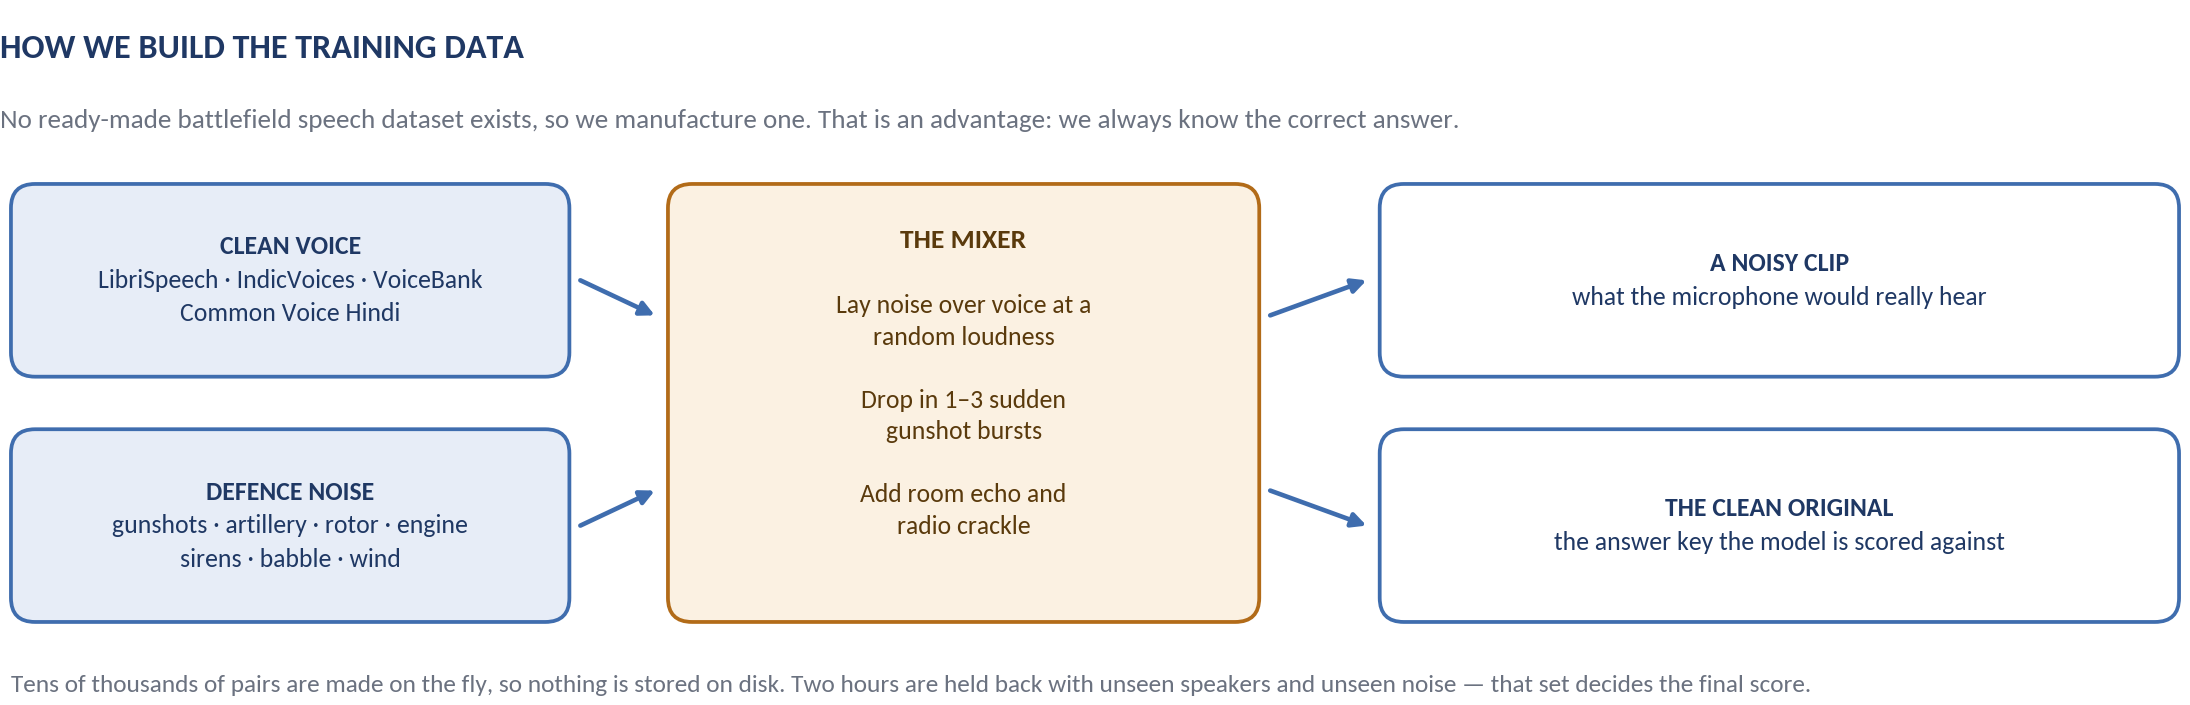 HOW WE BUILD THE TRAINING DATA
No ready-made battlefield speech dataset exists, so we manufacture one. That is an advantage: we always know the correct answer.
CLEAN VOICE
LibriSpeech · IndicVoices · VoiceBank
Common Voice Hindi
DEFENCE NOISE
gunshots · artillery · rotor · engine
sirens · babble · wind
THE MIXER
Lay noise over voice at a
random loudness
Drop in 1–3 sudden
gunshot bursts
Add room echo and
radio crackle
A NOISY CLIP
what the microphone would really hear
THE CLEAN ORIGINAL
the answer key the model is scored against
Tens of thousands of pairs are made on the fly, so nothing is stored on disk. Two hours are held back with unseen speakers and unseen noise — that set decides the final score.